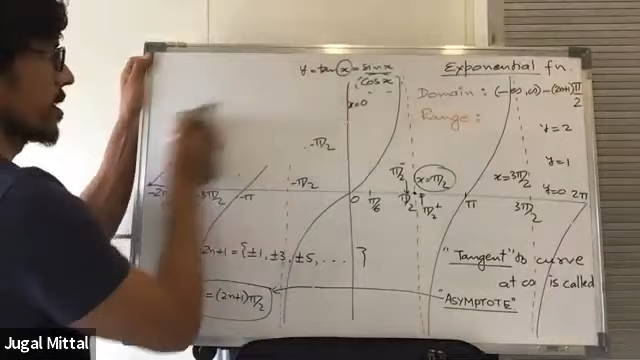 y = tan x = sin x / cos x
Exponential fn.
x=0
Domain : (-∞,∞) - (2n+1)π/2
Range :
-π/2
y=2
y=1
y=0
π/2⁻
x=π/2
x=3π/2
-3π/2
-π
-π/2
0
π/6
π/2
π/2⁺
π
3π/2
2π
2n+1 = {±1, ±3, ±5, .... }
= (2n+1)π/2
"Tangent" to curve
at ∞ is called
"ASYMPTOTE"
Jugal Mittal